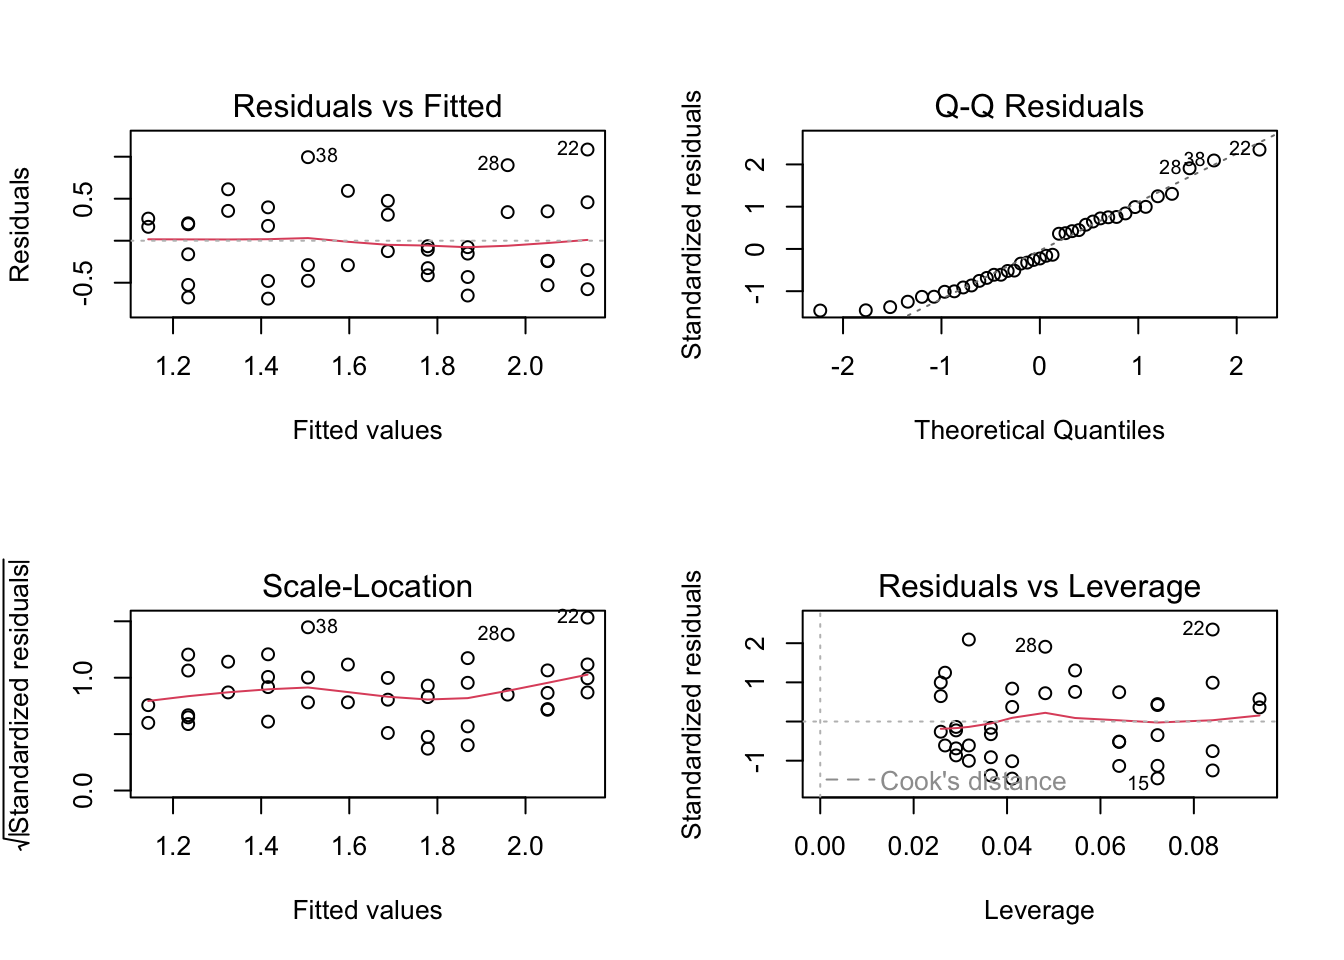 Residuals vs Fitted
Residuals
0.5
-0.5
38
28
22
1.2 1.4 1.6 1.8 2.0
Fitted values
Q-Q Residuals
Standardized residuals
2
1
0
-1
28
38
22
-2 -1 0 1 2
Theoretical Quantiles
Scale-Location
√|Standardized residuals|
1.0
0.0
38
28
22
1.2 1.4 1.6 1.8 2.0
Fitted values
Residuals vs Leverage
Standardized residuals
2
1
-1
28
22
15
Cook's distance
0.00 0.02 0.04 0.06 0.08
Leverage